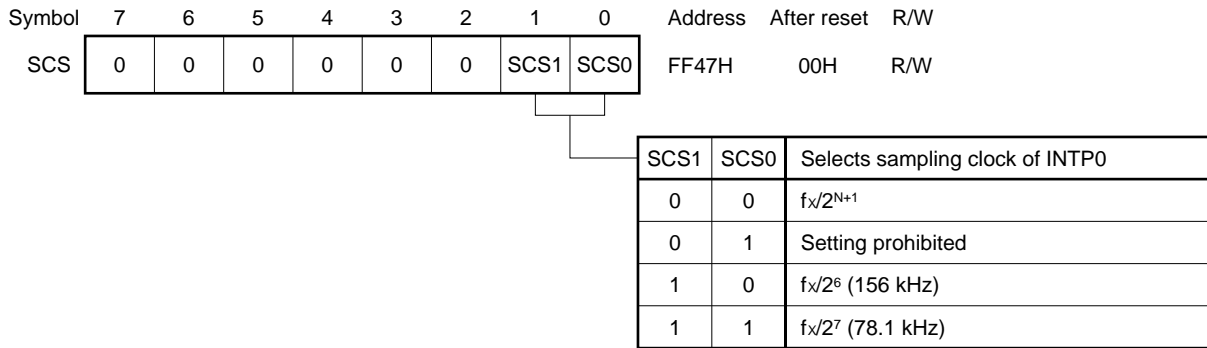 Symbol 7 6 5 4 3 2 1 0 Address After reset R/W
SCS 0 0 0 0 0 0 SCS1 SCS0 FF47H 00H R/W
SCS1 SCS0 Selects sampling clock of INTP0
0 0 fX/2N+1
0 1 Setting prohibited
1 0 fX/26 (156 kHz)
1 1 fX/27 (78.1 kHz)